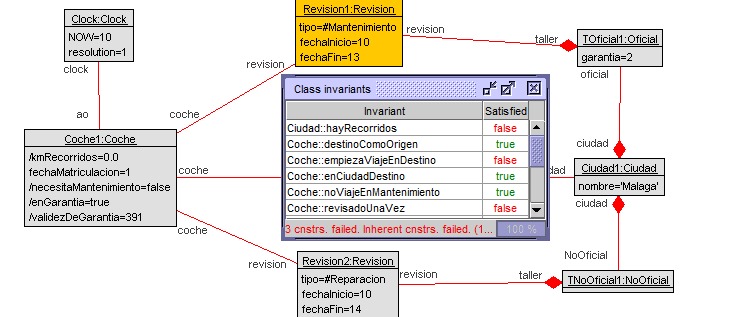 Clock:Clock
NOW=10
resolution=1
clock
ao
Revision1:Revision
tipo=#Mantenimiento
fechaInicio=10
fechaFin=13
revision
revision
taller
TOficial1:Oficial
garantia=2
oficial
coche
Coche1:Coche
/kmRecorridos=0.0
fechaMatriculacion=1
/necesitaMantenimiento=false
/enGarantia=true
/validezDeGarantia=391
coche
coche
Class invariants
Invariant Satisfied
Ciudad::hayRecorridos false
Coche::destinoComoOrigen true
Coche::empiezaViajeEnDestino false
Coche::enCiudadDestino true
Coche::noViajeEnMantenimiento true
Coche::revisadoUnaVez false
3 cnstrs. failed. Inherent cnstrs. failed. (1... 100 %
ciudad
dad
Ciudad1:Ciudad
nombre='Malaga'
ciudad
NoOficial
revision
Revision2:Revision
tipo=#Reparacion
fechaInicio=10
fechaFin=14
revision
taller
TNoOficial1:NoOficial